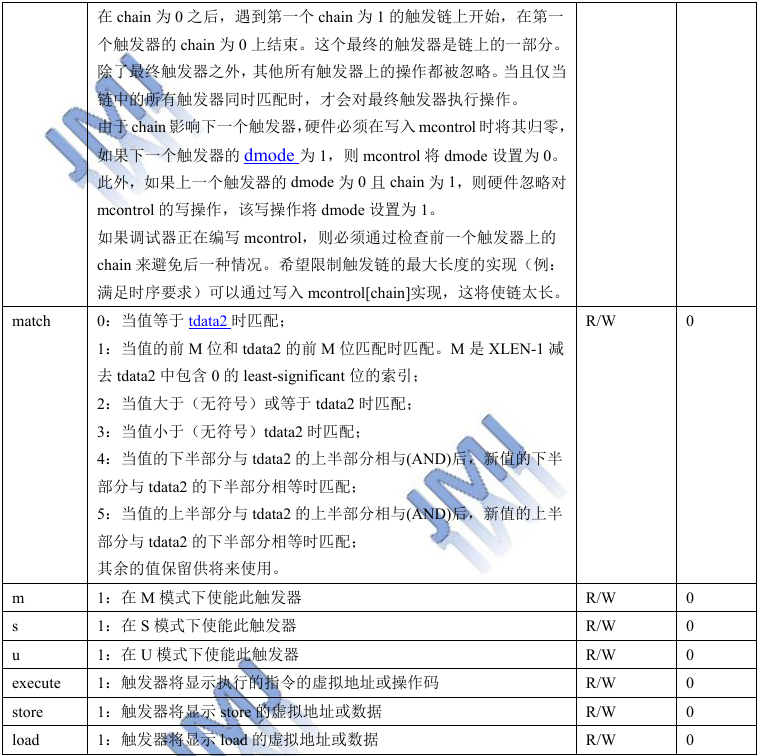 在 chain 为 0 之后，遇到第一个 chain 为 1 的触发链上开始，在第一
个触发器的 chain 为 0 上结束。这个最终的触发器是链上的一部分。
除了最终触发器之外，其他所有触发器上的操作都被忽略。当且仅当
链中的所有触发器同时匹配时，才会对最终触发器执行操作。
由于 chain 影响下一个触发器，硬件必须在写入 mcontrol 时将其归零，
如果下一个触发器的 dmode 为 1，则 mcontrol 将 dmode 设置为 0。
此外，如果上一个触发器的 dmode 为 0 且 chain 为 1，则硬件忽略对
mcontrol 的写操作，该写操作将 dmode 设置为 1。
如果调试器正在编写 mcontrol，则必须通过检查前一个触发器上的
chain 来避免后一种情况。希望限制触发链的最大长度的实现（例：
满足时序要求）可以通过写入 mcontrol[chain]实现，这将使链太长。
match 0：当值等于 tdata2 时匹配； R/W 0
1：当值的前 M 位和 tdata2 的前 M 位匹配时匹配。M 是 XLEN-1 减
去 tdata2 中包含 0 的 least-significant 位的索引；
2：当值大于（无符号）或等于 tdata2 时匹配；
3：当值小于（无符号）tdata2 时匹配；
4：当值的下半部分与 tdata2 的上半部分相与(AND)后，新值的下半
部分与 tdata2 的下半部分相等时匹配；
5：当值的上半部分与 tdata2 的上半部分相与(AND)后，新值的上半
部分与 tdata2 的下半部分相等时匹配；
其余的值保留供将来使用。
m 1：在 M 模式下使能此触发器 R/W 0
s 1：在 S 模式下使能此触发器 R/W 0
u 1：在 U 模式下使能此触发器 R/W 0
execute 1：触发器将显示执行的指令的虚拟地址或操作码 R/W 0
store 1：触发器将显示 store 的虚拟地址或数据 R/W 0
load 1：触发器将显示 load 的虚拟地址或数据 R/W 0
JMJ
JMJ
JMJ